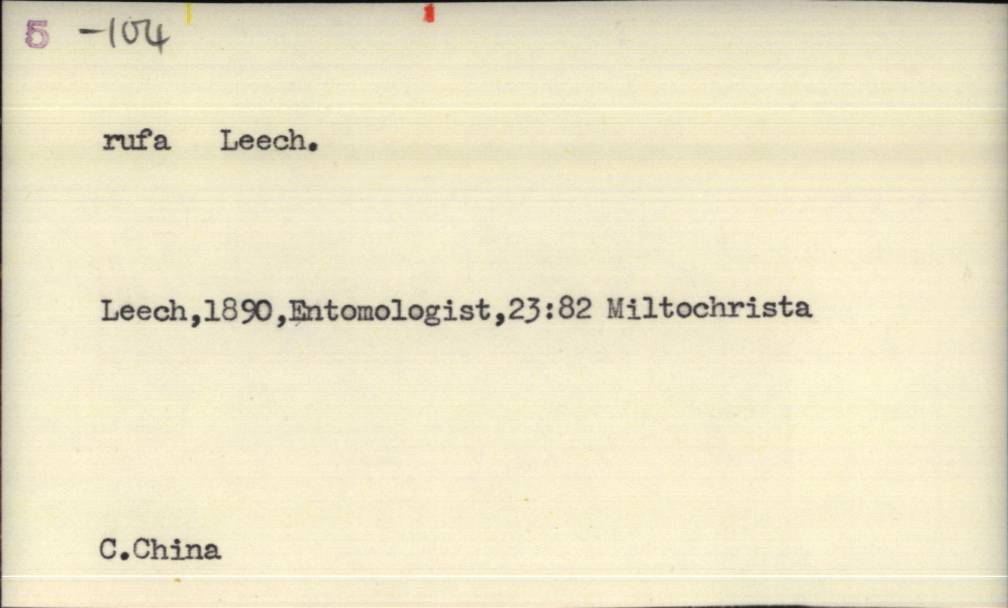 5 -104
rufa Leech.
Leech,1890,Entomologist,23:82 Miltochrista
C.China